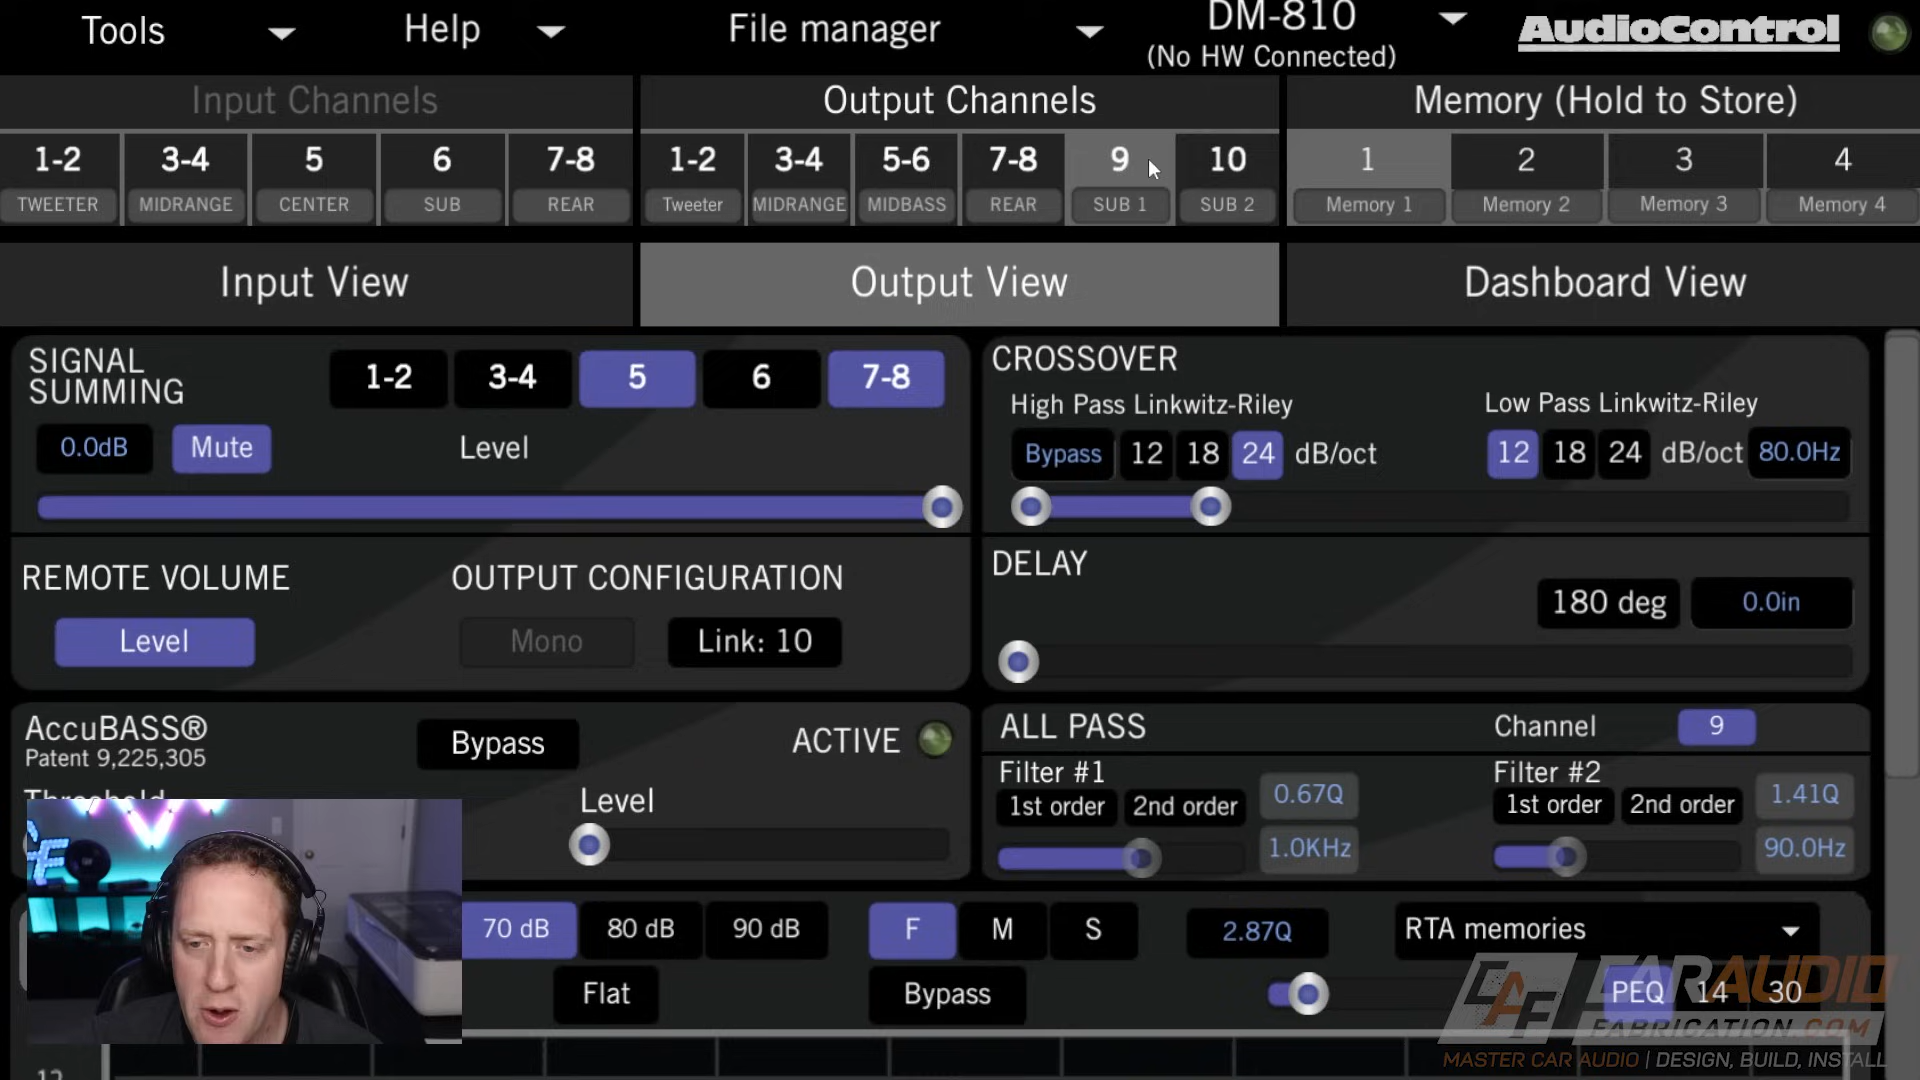 Tools Help File manager DM-810 AudioControl
(No HW Connected)
Input Channels Output Channels Memory (Hold to Store)
1-2 3-4 5 6 7-8 1-2 3-4 5-6 7-8 9 10 1 2 3 4
TWEETER MIDRANGE CENTER SUB REAR Tweeter MIDRANGE MIDBASS REAR SUB 1 SUB 2 Memory 1 Memory 2 Memory 3 Memory 4
Input View Output View Dashboard View
SIGNAL
SUMMING
1-2 3-4 5 6 7-8
0.0dB Mute Level
CROSSOVER
High Pass Linkwitz-Riley Low Pass Linkwitz-Riley
Bypass 12 18 24 dB/oct 12 18 24 dB/oct 80.0Hz
REMOTE VOLUME OUTPUT CONFIGURATION
Level Mono Link: 10
DELAY
180 deg 0.0in
AccuBASS®
Patent 9,225,305
Bypass ACTIVE
Threshold
Level
ALL PASS Channel 9
Filter #1 Filter #2
1st order 2nd order 0.67Q 1st order 2nd order 1.41Q
1.0KHz 90.0Hz
70 dB 80 dB 90 dB F M S 2.87Q RTA memories
Flat Bypass PEQ 14 30
12
CAF CAR AUDIO
FABRICATION.COM
MASTER CAR AUDIO | DESIGN, BUILD, INSTALL